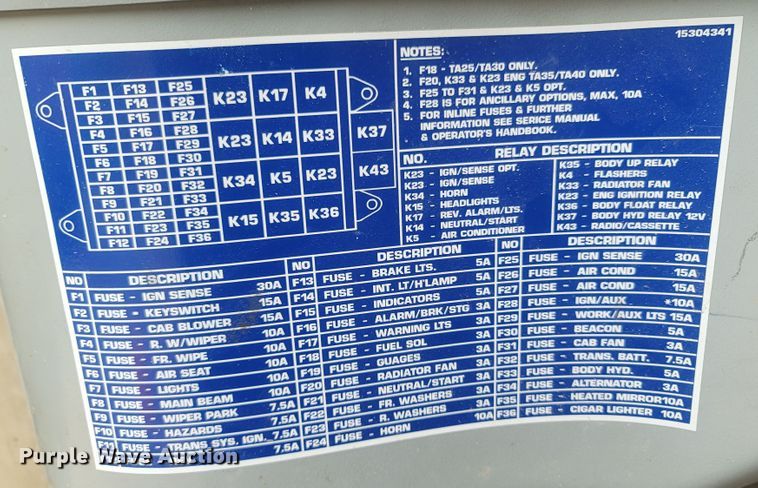 15304341
F1 F13 F25
F2 F14 F26
F3 F15 F27
F4 F16 F28
F5 F17 F29
F6 F18 F30
F7 F19 F31
F8 F20 F32
F9 F21 F33
F10 F22 F34
F11 F23 F35
F12 F24 F36
K23 K17 K4
K23 K14 K33 K37
K34 K5 K23 K43
K15 K35 K36
NOTES:
1. F18 - TA25/TA30 ONLY.
2. F20, K33 & K23 ENG TA35/TA40 ONLY.
3. F25 TO F31 & K23 & K5 OPT.
4. F28 IS FOR ANCILLARY OPTIONS, MAX, 10A
5. FOR INLINE FUSES & FURTHER
INFORMATION SEE SERICE MANUAL
& OPERATOR'S HANDBOOK.
NO. RELAY DESCRIPTION
K23 - IGN/SENSE OPT.
K23 - IGN/SENSE
K34 - HORN
K15 - HEADLIGHTS
K17 - REV. ALARM/LTS.
K14 - NEUTRAL/START
K5 - AIR CONDITIONER
K35 - BODY UP RELAY
K4 - FLASHERS
K33 - RADIATOR FAN
K23 - ENG IGNITION RELAY
K36 - BODY FLOAT RELAY
K37 - BODY HYD RELAY 12V
K43 - RADIO/CASSETTE
NO DESCRIPTION
F1 FUSE - IGN SENSE 30A
F2 FUSE - KEYSWITCH 15A
F3 FUSE - CAB BLOWER 15A
F4 FUSE - R. W/WIPER 10A
F5 FUSE - FR. WIPE 10A
F6 FUSE - AIR SEAT 10A
F7 FUSE - LIGHTS 10A
F8 FUSE - MAIN BEAM 10A
F9 FUSE - WIPER PARK 7.5A
F10 FUSE - HAZARDS 7.5A
F11 FUSE - TRANS SYS. IGN. 7.5A
7.5A
NO DESCRIPTION
F13 FUSE - BRAKE LTS. 5A
F14 FUSE - INT. LT/H'LAMP 5A
F15 FUSE - INDICATORS 5A
F16 FUSE - ALARM/BRK/STG 3A
F17 FUSE - WARNING LTS 3A
F18 FUSE - FUEL SOL 3A
F19 FUSE - GUAGES 3A
F20 FUSE - RADIATOR FAN 3A
F21 FUSE - NEUTRAL/START 3A
F22 FUSE - FR. WASHERS 3A
F23 FUSE - R. WASHERS 3A
F24 FUSE - HORN 10A
NO DESCRIPTION
F25 FUSE - IGN SENSE 30A
F26 FUSE - AIR COND 15A
F27 FUSE - AIR COND 15A
F28 FUSE - IGN/AUX *10A
F29 FUSE - WORK/AUX LTS 15A
F30 FUSE - BEACON 5A
F31 FUSE - CAB FAN 3A
F32 FUSE - TRANS. BATT. 7.5A
F33 FUSE - BODY HYD. 5A
F34 FUSE - ALTERNATOR 3A
F35 FUSE - HEATED MIRROR 10A
F36 FUSE - CIGAR LIGHTER 10A
Purple Wave Auction